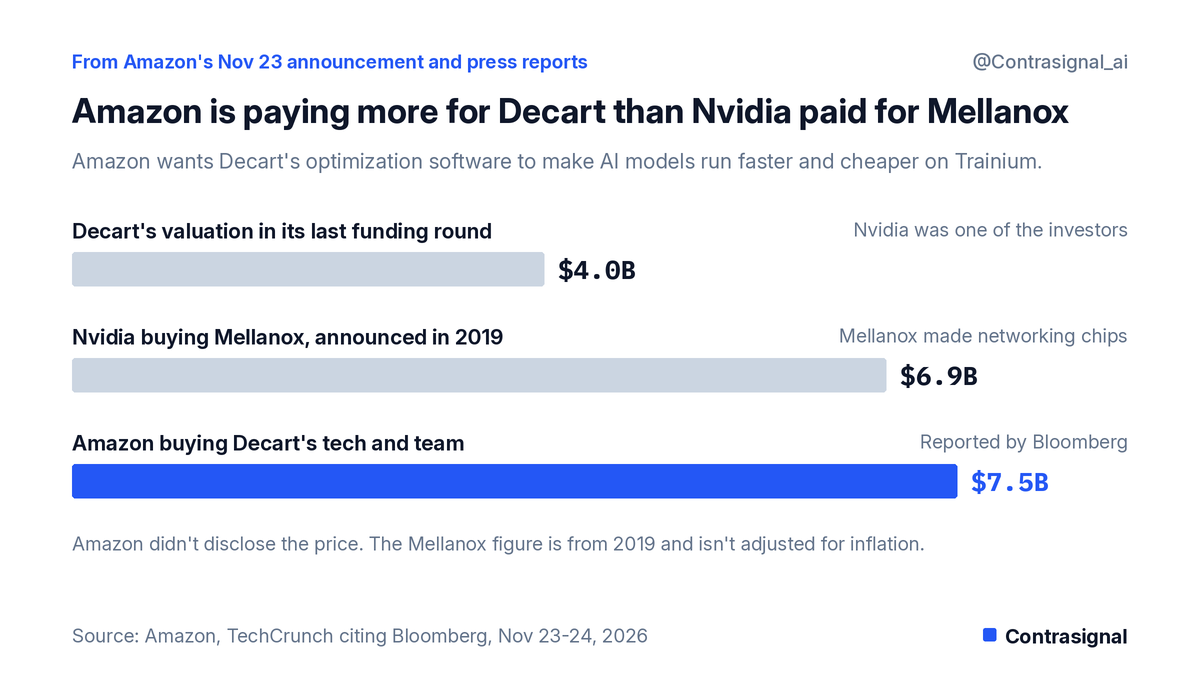 From Amazon's Nov 23 announcement and press reports
@Contrasignal_ai
Amazon is paying more for Decart than Nvidia paid for Mellanox
Amazon wants Decart's optimization software to make AI models run faster and cheaper on Trainium.
Decart's valuation in its last funding round
Nvidia was one of the investors
$4.0B
Nvidia buying Mellanox, announced in 2019
Mellanox made networking chips
$6.9B
Amazon buying Decart's tech and team
Reported by Bloomberg
$7.5B
Amazon didn't disclose the price. The Mellanox figure is from 2019 and isn't adjusted for inflation.
Source: Amazon, TechCrunch citing Bloomberg, Nov 23-24, 2026
Contrasignal